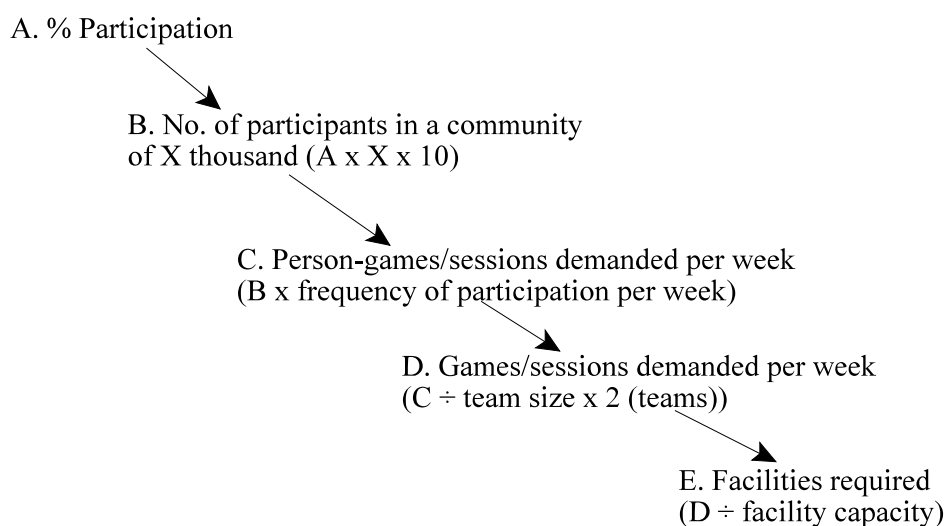 A. % Participation
B. No. of participants in a community
of X thousand (A x X x 10)
C. Person-games/sessions demanded per week
(B x frequency of participation per week)
D. Games/sessions demanded per week
(C ÷ team size x 2 (teams))
E. Facilities required
(D ÷ facility capacity)